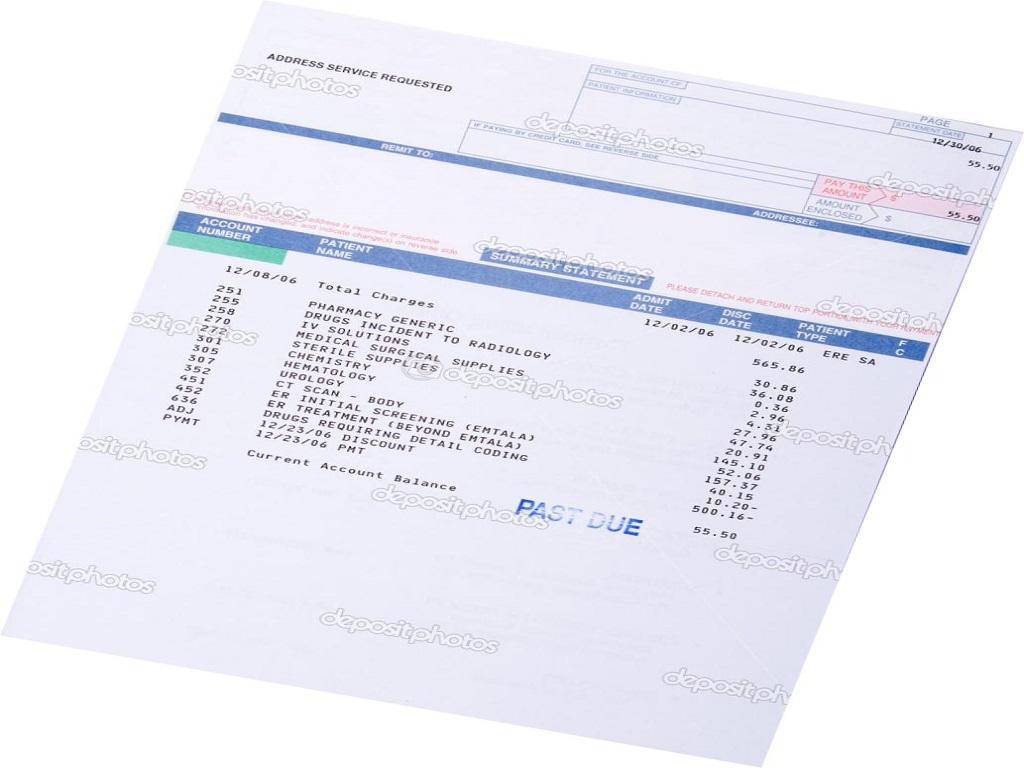 ADDRESS SERVICE REQUESTED
FOR THE ACCOUNT OF
PATIENT INFORMATION
PAGE 1
STATEMENT DATE
12/30/06
55.50
IF PAYING BY CREDIT CARD, SEE REVERSE SIDE
PAY THIS AMOUNT $ 55.50
AMOUNT ENCLOSED $
REMIT TO:
ADDRESSEE:
address is incorrect or insurance
has changed, and indicate change(s) on reverse side.
SUMMARY STATEMENT
PLEASE DETACH AND RETURN TOP PORTION WITH YOUR PAYMENT
ACCOUNT NUMBER PATIENT NAME ADMIT DATE DISC DATE PATIENT TYPE F C
12/02/06 12/02/06 ERE SA
12/08/06 Total Charges 565.86
251 PHARMACY GENERIC 30.86
255 DRUGS INCIDENT TO RADIOLOGY 36.08
258 IV SOLUTIONS 0.36
270 MEDICAL SURGICAL SUPPLIES 2.96
272 STERILE SUPPLIES 4.31
301 CHEMISTRY 27.96
305 HEMATOLOGY 47.74
307 UROLOGY 20.91
352 CT SCAN - BODY 145.10
451 ER INITIAL SCREENING (EMTALA) 52.06
452 ER TREATMENT (BEYOND EMTALA) 157.37
636 DRUGS REQUIRING DETAIL CODING 40.15
ADJ 12/23/06 DISCOUNT 10.20-
PYMT 12/23/06 PMT 500.16-
Current Account Balance 55.50
PAST DUE
depositphotos